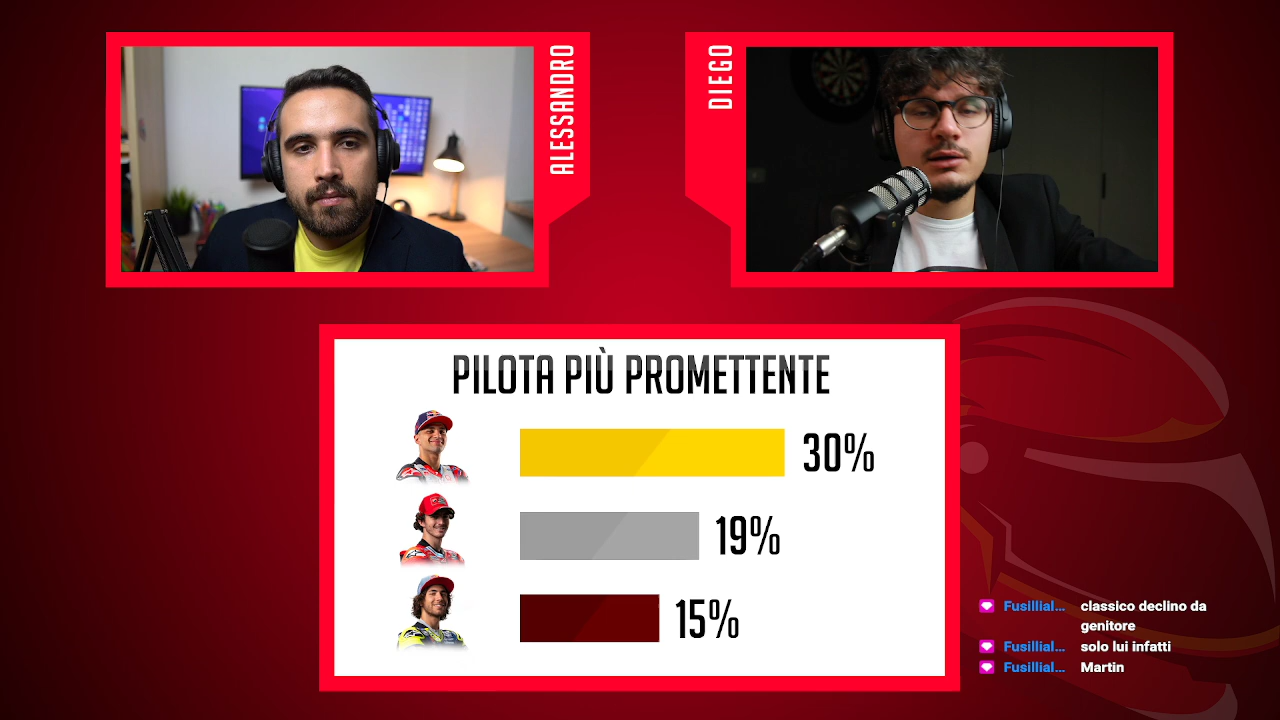 ALESSANDRO
DIEGO
PILOTA PIÙ PROMETTENTE
30%
19%
15%
Fusillial... classico declino da
genitore
Fusillial... solo lui infatti
Fusillial... Martin